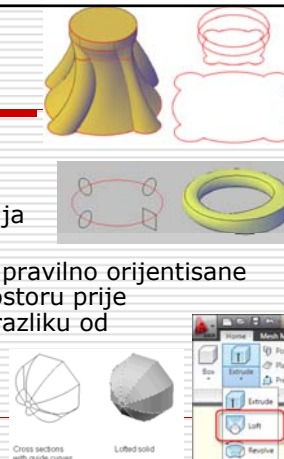 ja
pravilno orijentisane
ostoru prije
razliku od
Cross sections
with guide curves
Lofted solid
Home
Mesh M
Box
Extrude
Extrude
Loft
Revolve